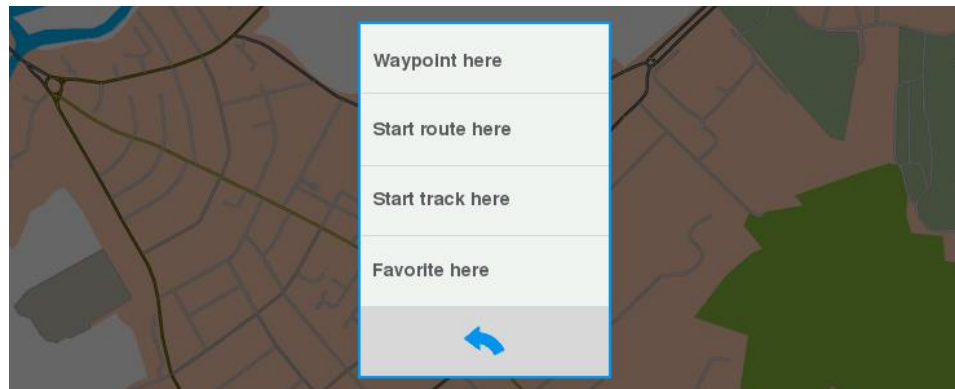 Waypoint here
Start route here
Start track here
Favorite here